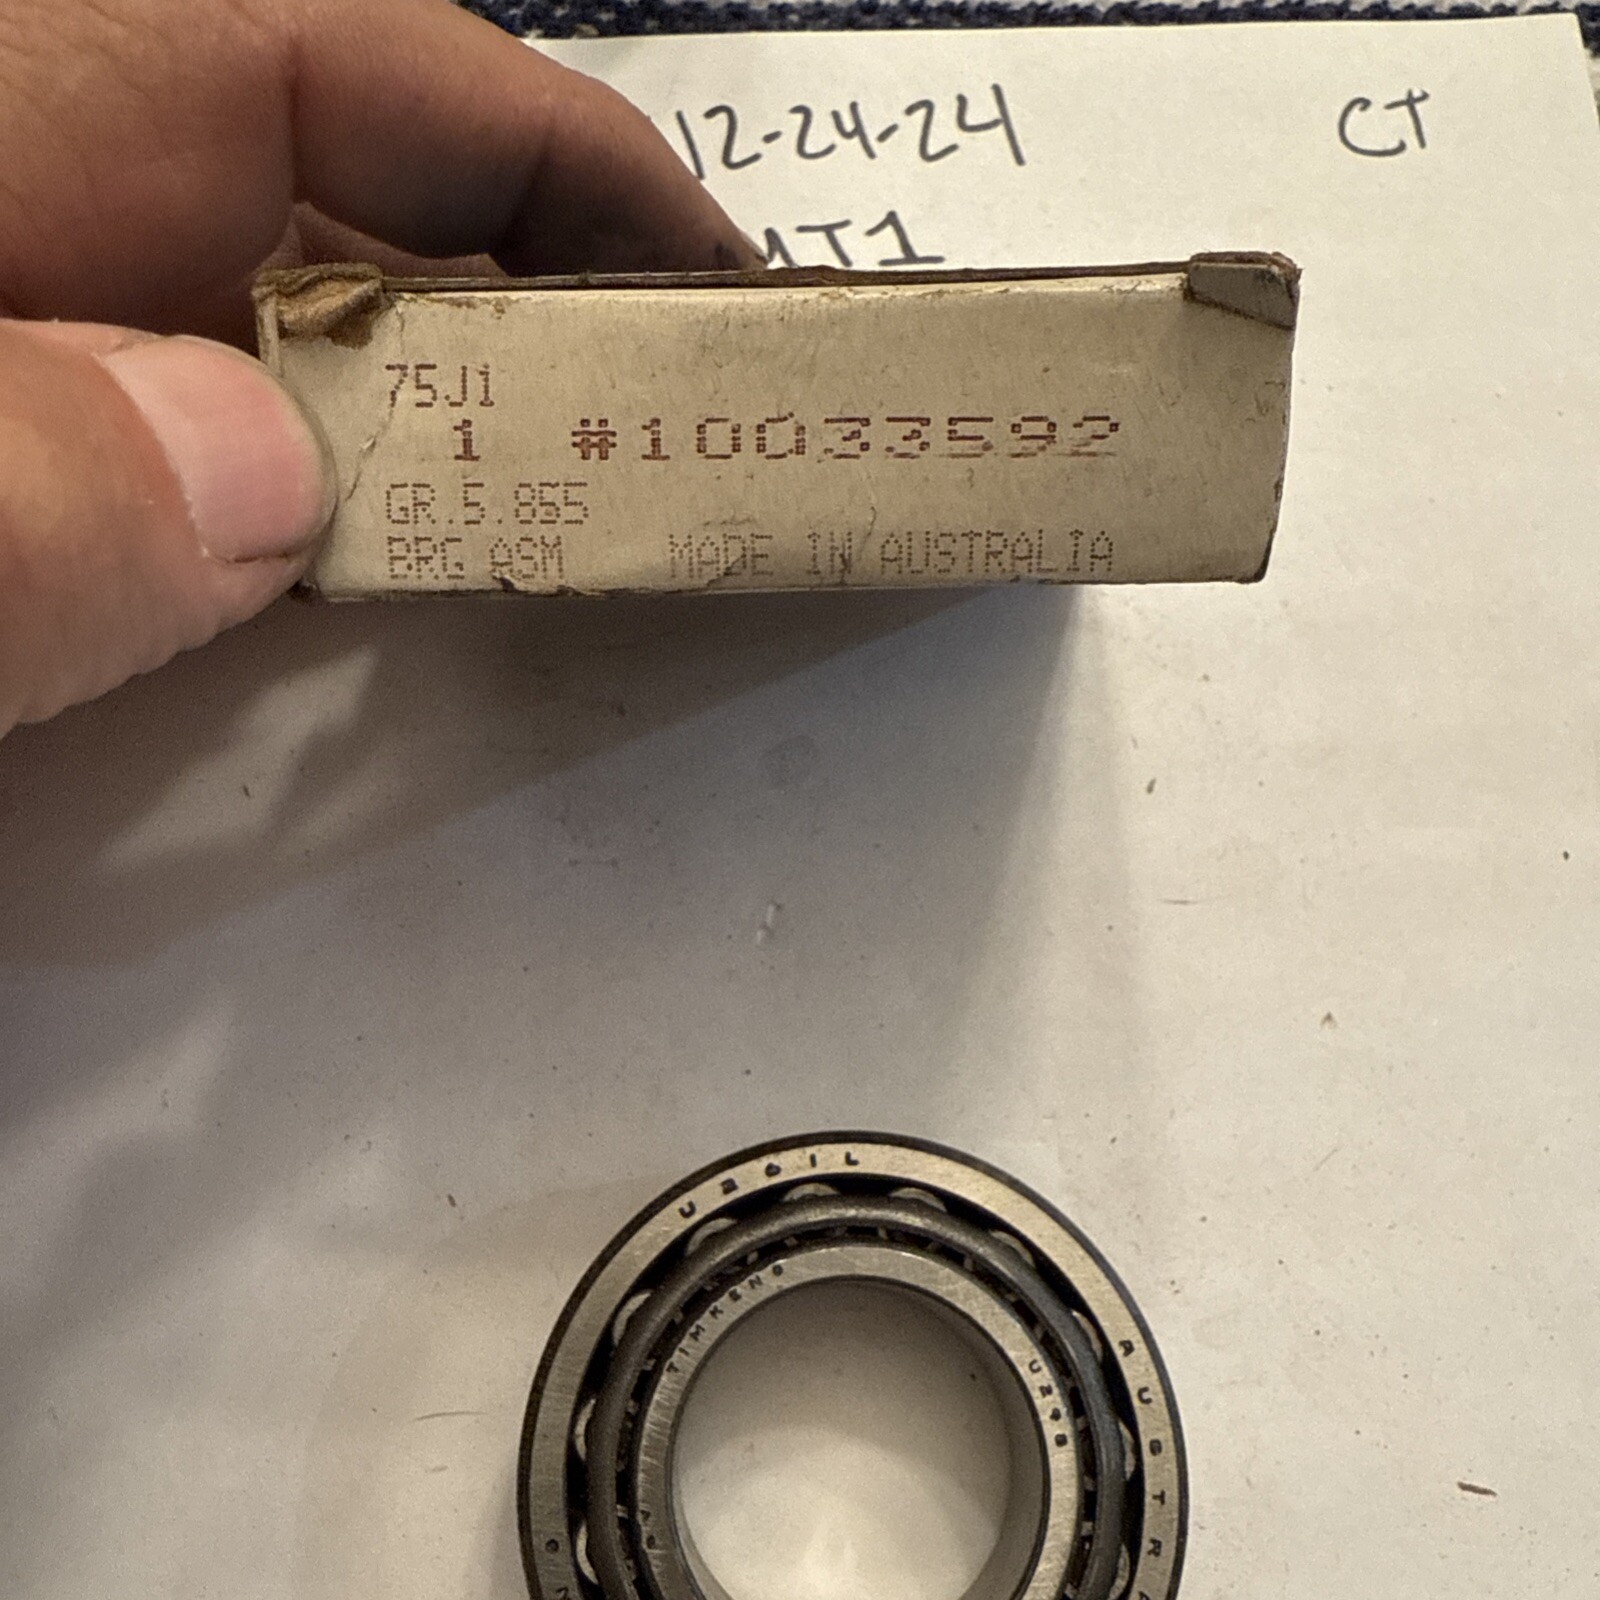 12-24-24
CT
MT1
75J1
1 #10033592
GR.5.855
BRG ASM MADE IN AUSTRALIA
U261L
TIMKEN®
U298
AUSTRA